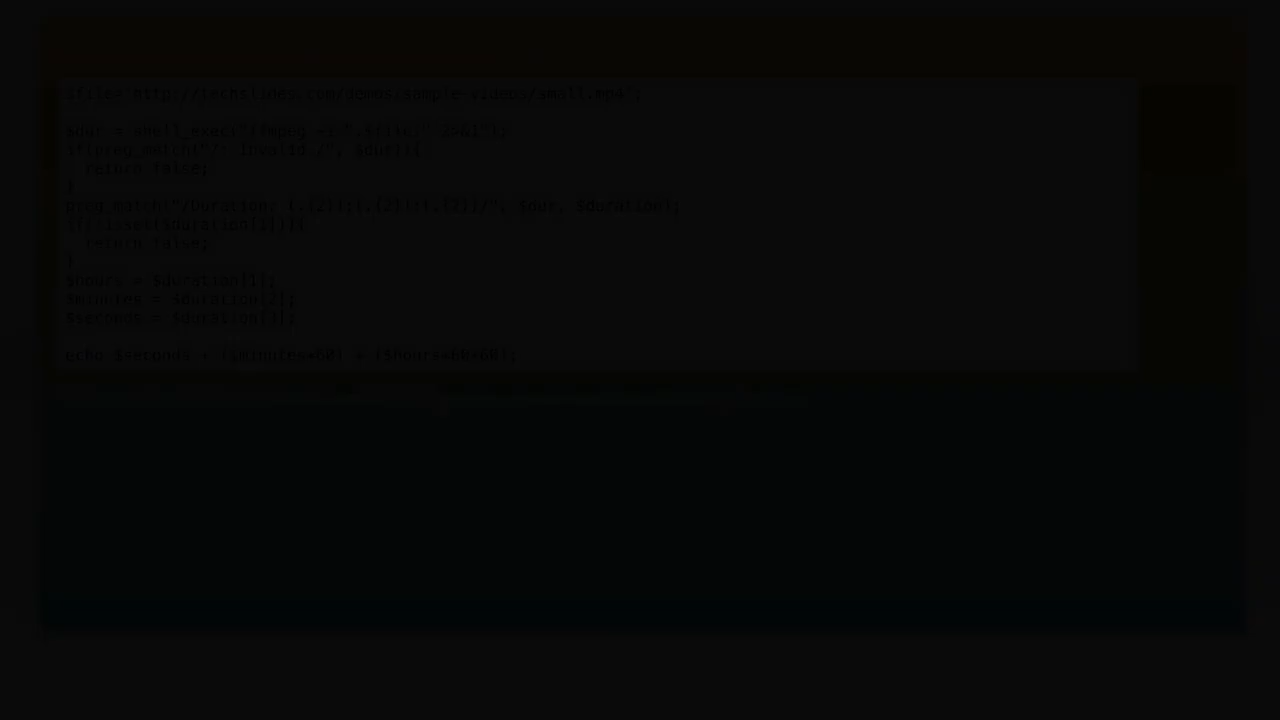 $file='http://techslides.com/demos/sample-videos/small.mp4';
$dur = shell_exec("ffmpeg -i ".$file." 2>&1");
if(preg_match("/: Invalid /", $dur)){
return false;
}
preg_match("/Duration: (.{2}):(.{2}):(.{2})/", $dur, $duration);
if(!isset($duration[1])){
return false;
}
$hours = $duration[1];
$minutes = $duration[2];
$seconds = $duration[3];
echo $seconds + ($minutes*60) + ($hours*60*60);